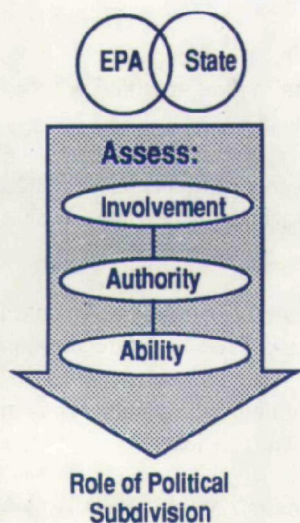 EPA State
Assess:
Involvement
Authority
Ability
Role of Political
Subdivision